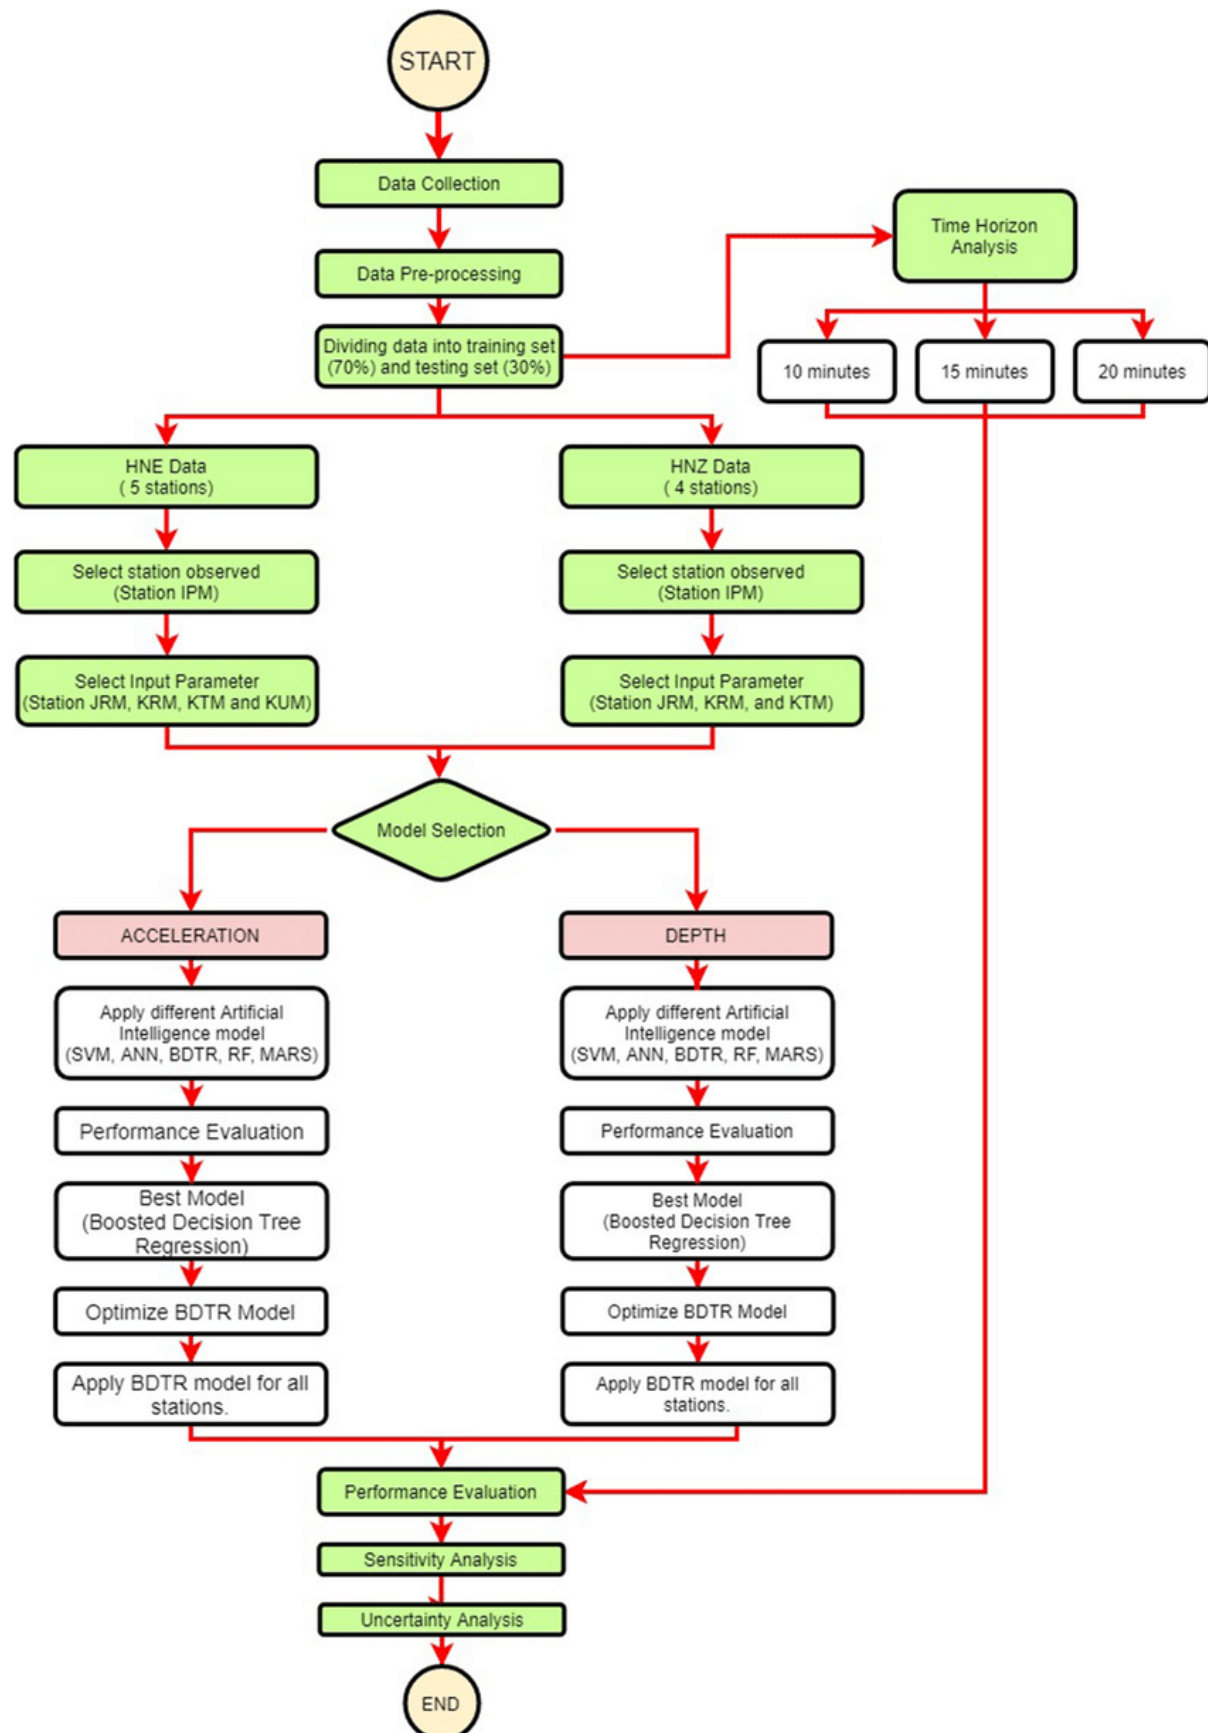 START
Data Collection
Data Pre-processing
Dividing data into training set
(70%) and testing set (30%)
Time Horizon
Analysis
10 minutes
15 minutes
20 minutes
HNE Data
( 5 stations)
HNZ Data
( 4 stations)
Select station observed
(Station IPM)
Select station observed
(Station IPM)
Select Input Parameter
(Station JRM, KRM, KTM and KUM)
Select Input Parameter
(Station JRM, KRM, and KTM)
Model Selection
ACCELERATION
DEPTH
Apply different Artificial
Intelligence model
(SVM, ANN, BDTR, RF, MARS)
Apply different Artificial
Intelligence model
(SVM, ANN, BDTR, RF, MARS)
Performance Evaluation
Performance Evaluation
Best Model
(Boosted Decision Tree
Regression)
Best Model
(Boosted Decision Tree
Regression)
Optimize BDTR Model
Optimize BDTR Model
Apply BDTR model for all
stations.
Apply BDTR model for all
stations.
Performance Evaluation
Sensitivity Analysis
Uncertainty Analysis
END